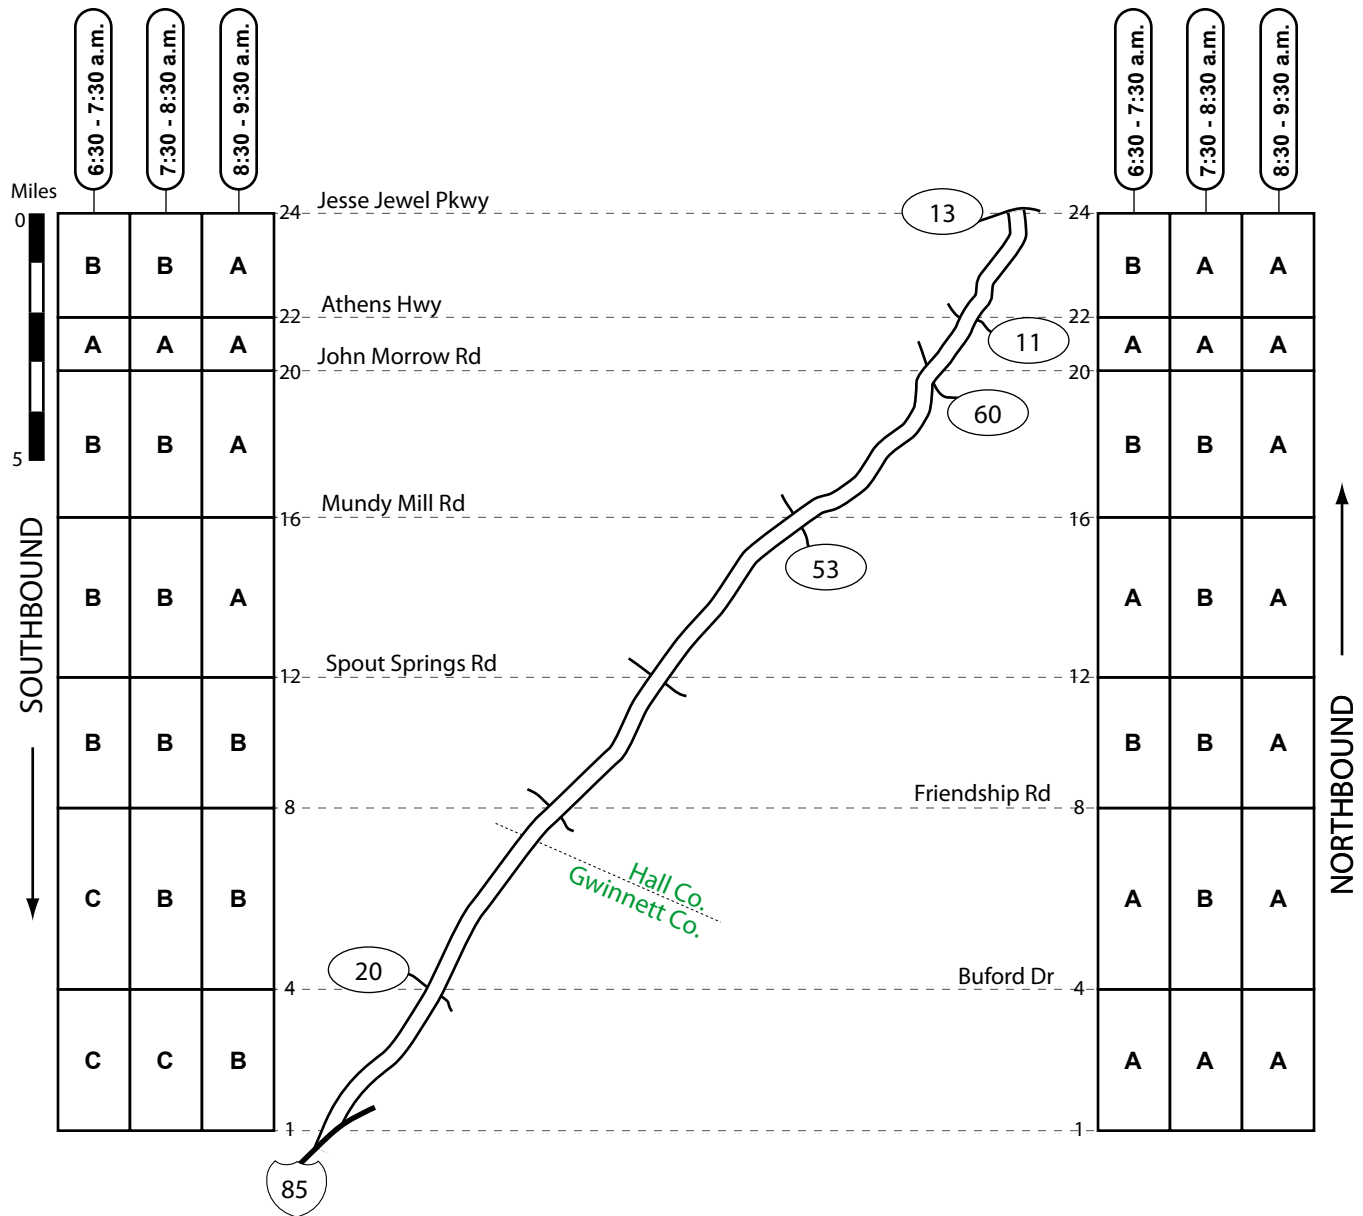 6:30 - 7:30 a.m.
7:30 - 8:30 a.m.
8:30 - 9:30 a.m.
6:30 - 7:30 a.m.
7:30 - 8:30 a.m.
8:30 - 9:30 a.m.
Miles
0
5
24 Jesse Jewel Pkwy 13 24
B B A
B A A
22 Athens Hwy 22
11
A A A
A A A
20 John Morrow Rd 20
60
B B A
B B A
16 Mundy Mill Rd 16
53
SOUTHBOUND
B B A
A B A
12 Spout Springs Rd 12
B B B
B B A
NORTHBOUND
8 Friendship Rd 8
Hall Co.
Gwinnett Co.
C B B
A B A
20
4 Buford Dr 4
C C B
A A A
1 1
85